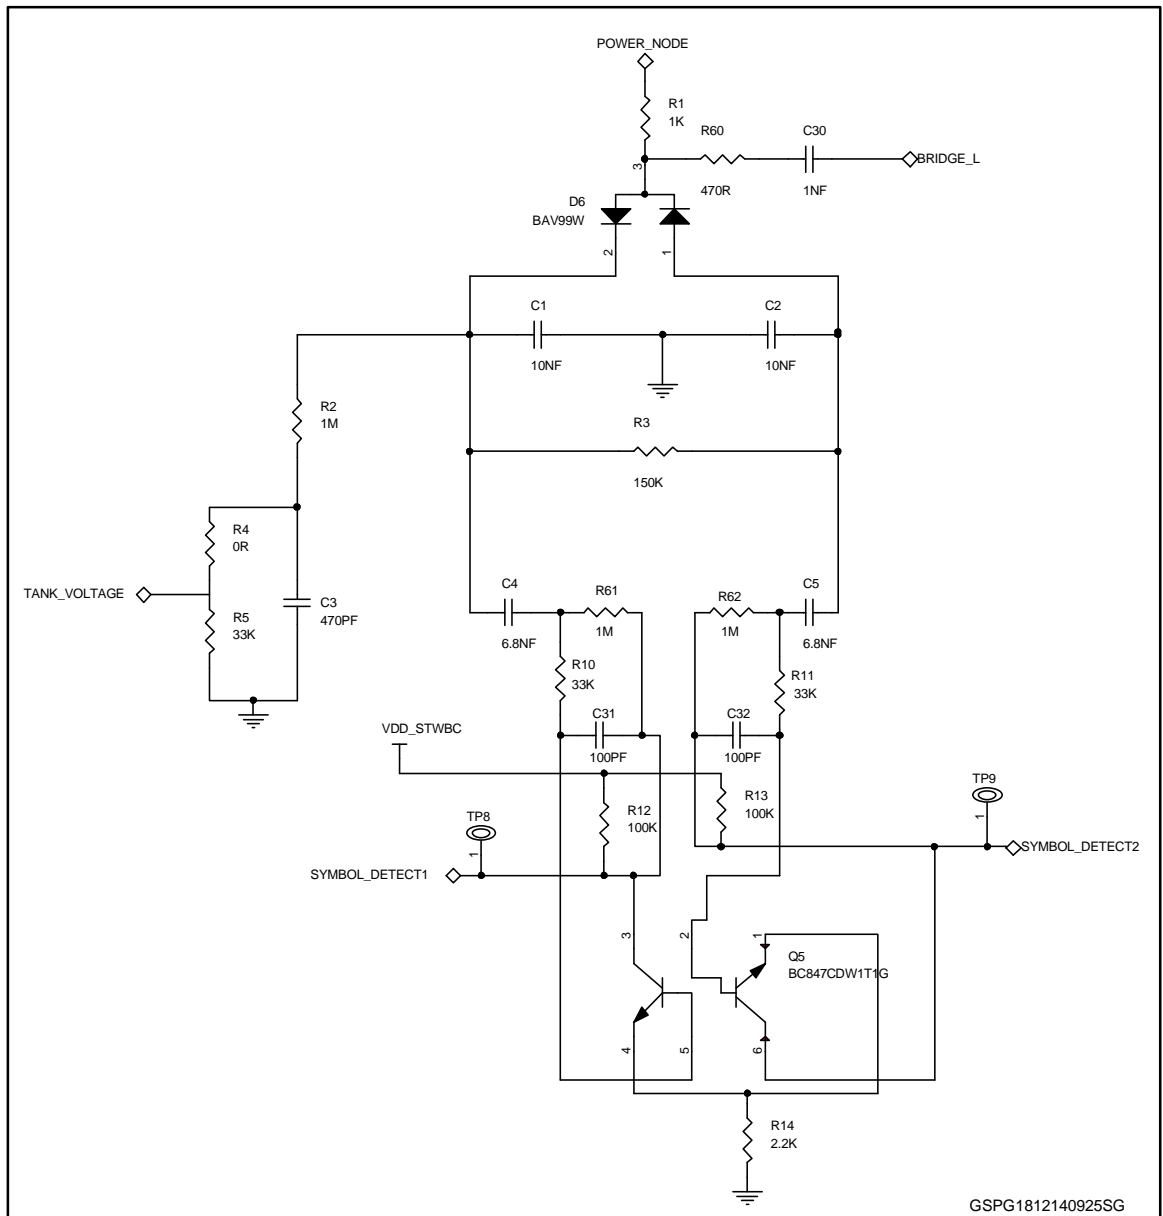 POWER_NODE
R1
1K
R60
C30
3
BRIDGE_L
470R
1NF
D6
BAV99W
2
1
C1
C2
10NF
10NF
R2
1M
R3
150K
R4
0R
TANK_VOLTAGE
C3
470PF
R5
33K
C4
R61
R62
C5
6.8NF
1M
1M
6.8NF
R10
33K
R11
33K
C31
C32
VDD_STWBC
100PF
100PF
TP9
1
R12
100K
R13
100K
TP8
1
SYMBOL_DETECT2
SYMBOL_DETECT1
3
2
1
Q5
BC847CDW1T1G
4
5
6
R14
2.2K
GSPG1812140925SG